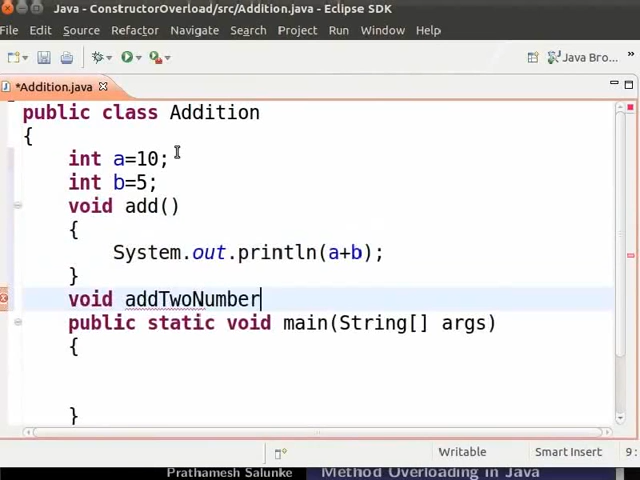 Java - ConstructorOverload/src/Addition.java - Eclipse SDK
File Edit Source Refactor Navigate Search Project Run Window Help
Java Bro... »
*Addition.java
public class Addition
{
int a=10;
int b=5;
void add()
{
System.out.println(a+b);
}
void addTwoNumber
public static void main(String[] args)
{
}
Writable Smart Insert 9:
Prathamesh Salunke Method Overloading in Java